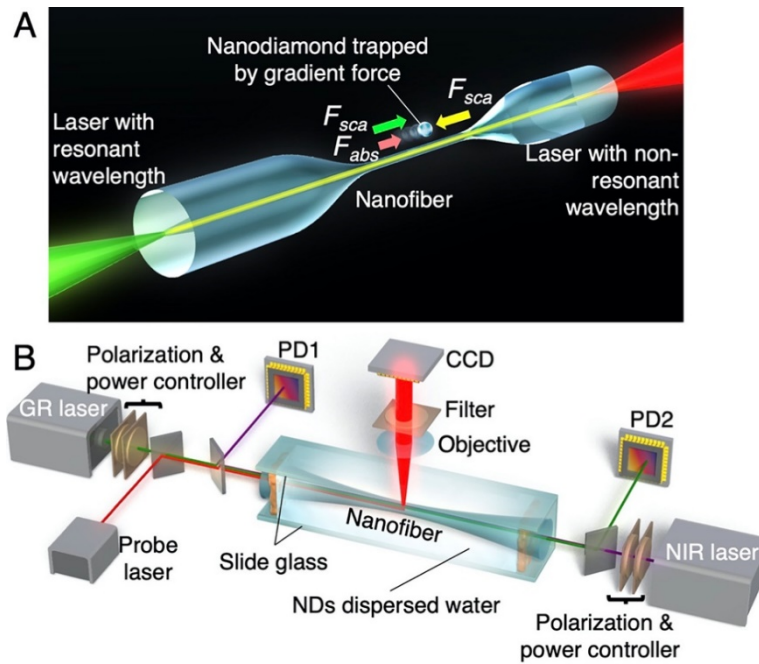 A
Nanodiamond trapped
by gradient force
F_sca
F_sca
F_abs
Laser with
resonant
wavelength
Laser with non-
resonant
wavelength
Nanofiber
B
Polarization &
power controller
PD1
CCD
GR laser
Filter
Objective
PD2
Nanofiber
Probe
laser
Slide glass
NIR laser
NDs dispersed water
Polarization &
power controller